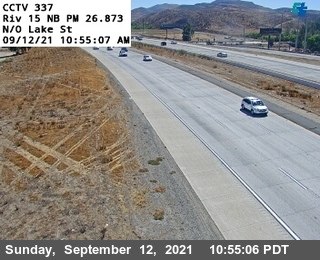 CCTV 337
Riv 15 NB PM 26.873
N/O Lake St
09/12/21 10:55:07 AM
Sunday, September 12, 2021 10:55:06 PDT